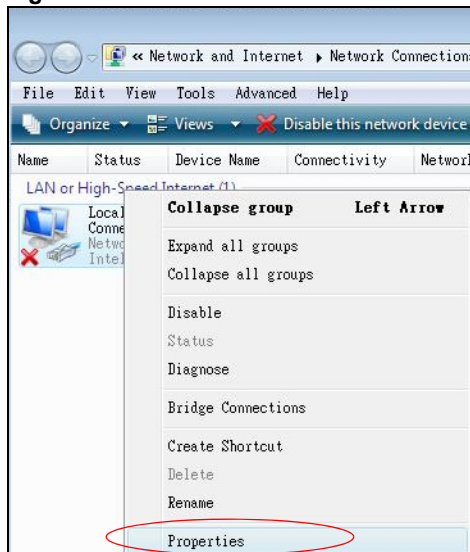 « Network and Internet ▸ Network Connection
File Edit View Tools Advanced Help
Organize Views Disable this network device
Name Status Device Name Connectivity
LAN or High-Speed Internet (1)
Local
Collapse group Left Arrow
Expand all groups
Collapse all groups
Disable
Status
Diagnose
Bridge Connections
Create Shortcut
Delete
Rename
Properties